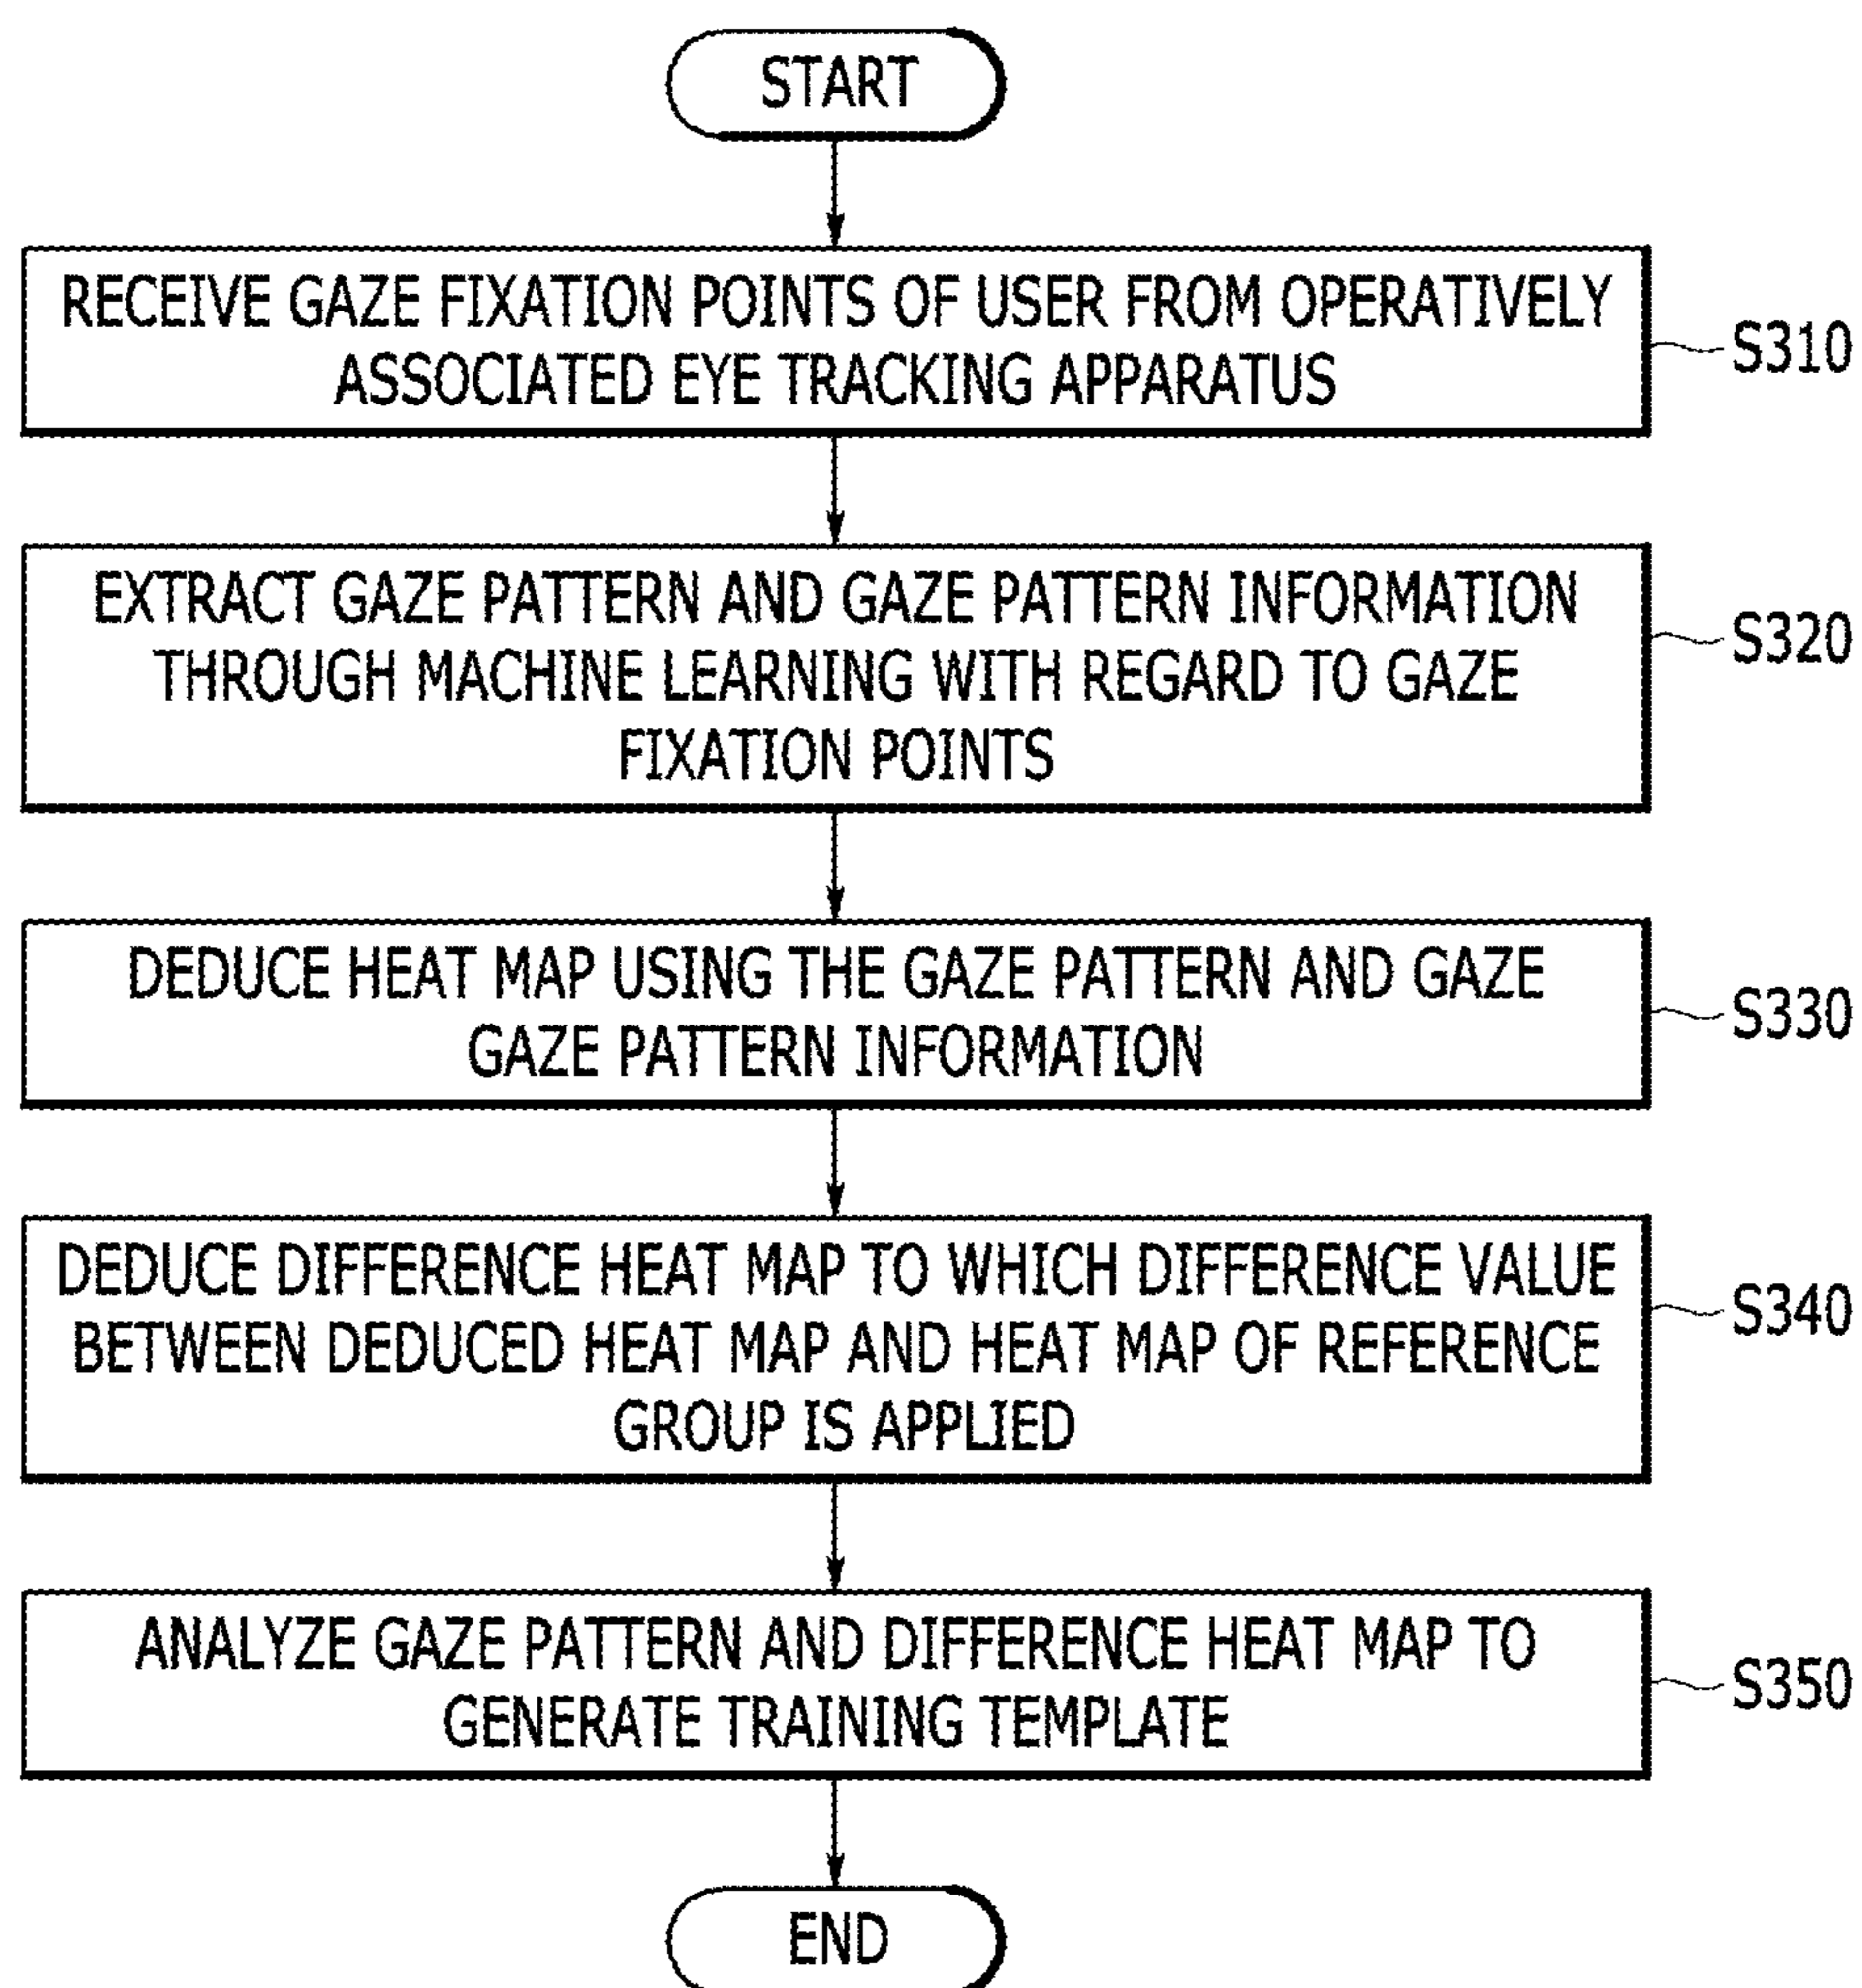 START
RECEIVE GAZE FIXATION POINTS OF USER FROM OPERATIVELY
ASSOCIATED EYE TRACKING APPARATUS
S310
EXTRACT GAZE PATTERN AND GAZE PATTERN INFORMATION
THROUGH MACHINE LEARNING WITH REGARD TO GAZE
FIXATION POINTS
S320
DEDUCE HEAT MAP USING THE GAZE PATTERN AND GAZE
GAZE PATTERN INFORMATION
S330
DEDUCE DIFFERENCE HEAT MAP TO WHICH DIFFERENCE VALUE
BETWEEN DEDUCED HEAT MAP AND HEAT MAP OF REFERENCE
GROUP IS APPLIED
S340
ANALYZE GAZE PATTERN AND DIFFERENCE HEAT MAP TO
GENERATE TRAINING TEMPLATE
S350
END